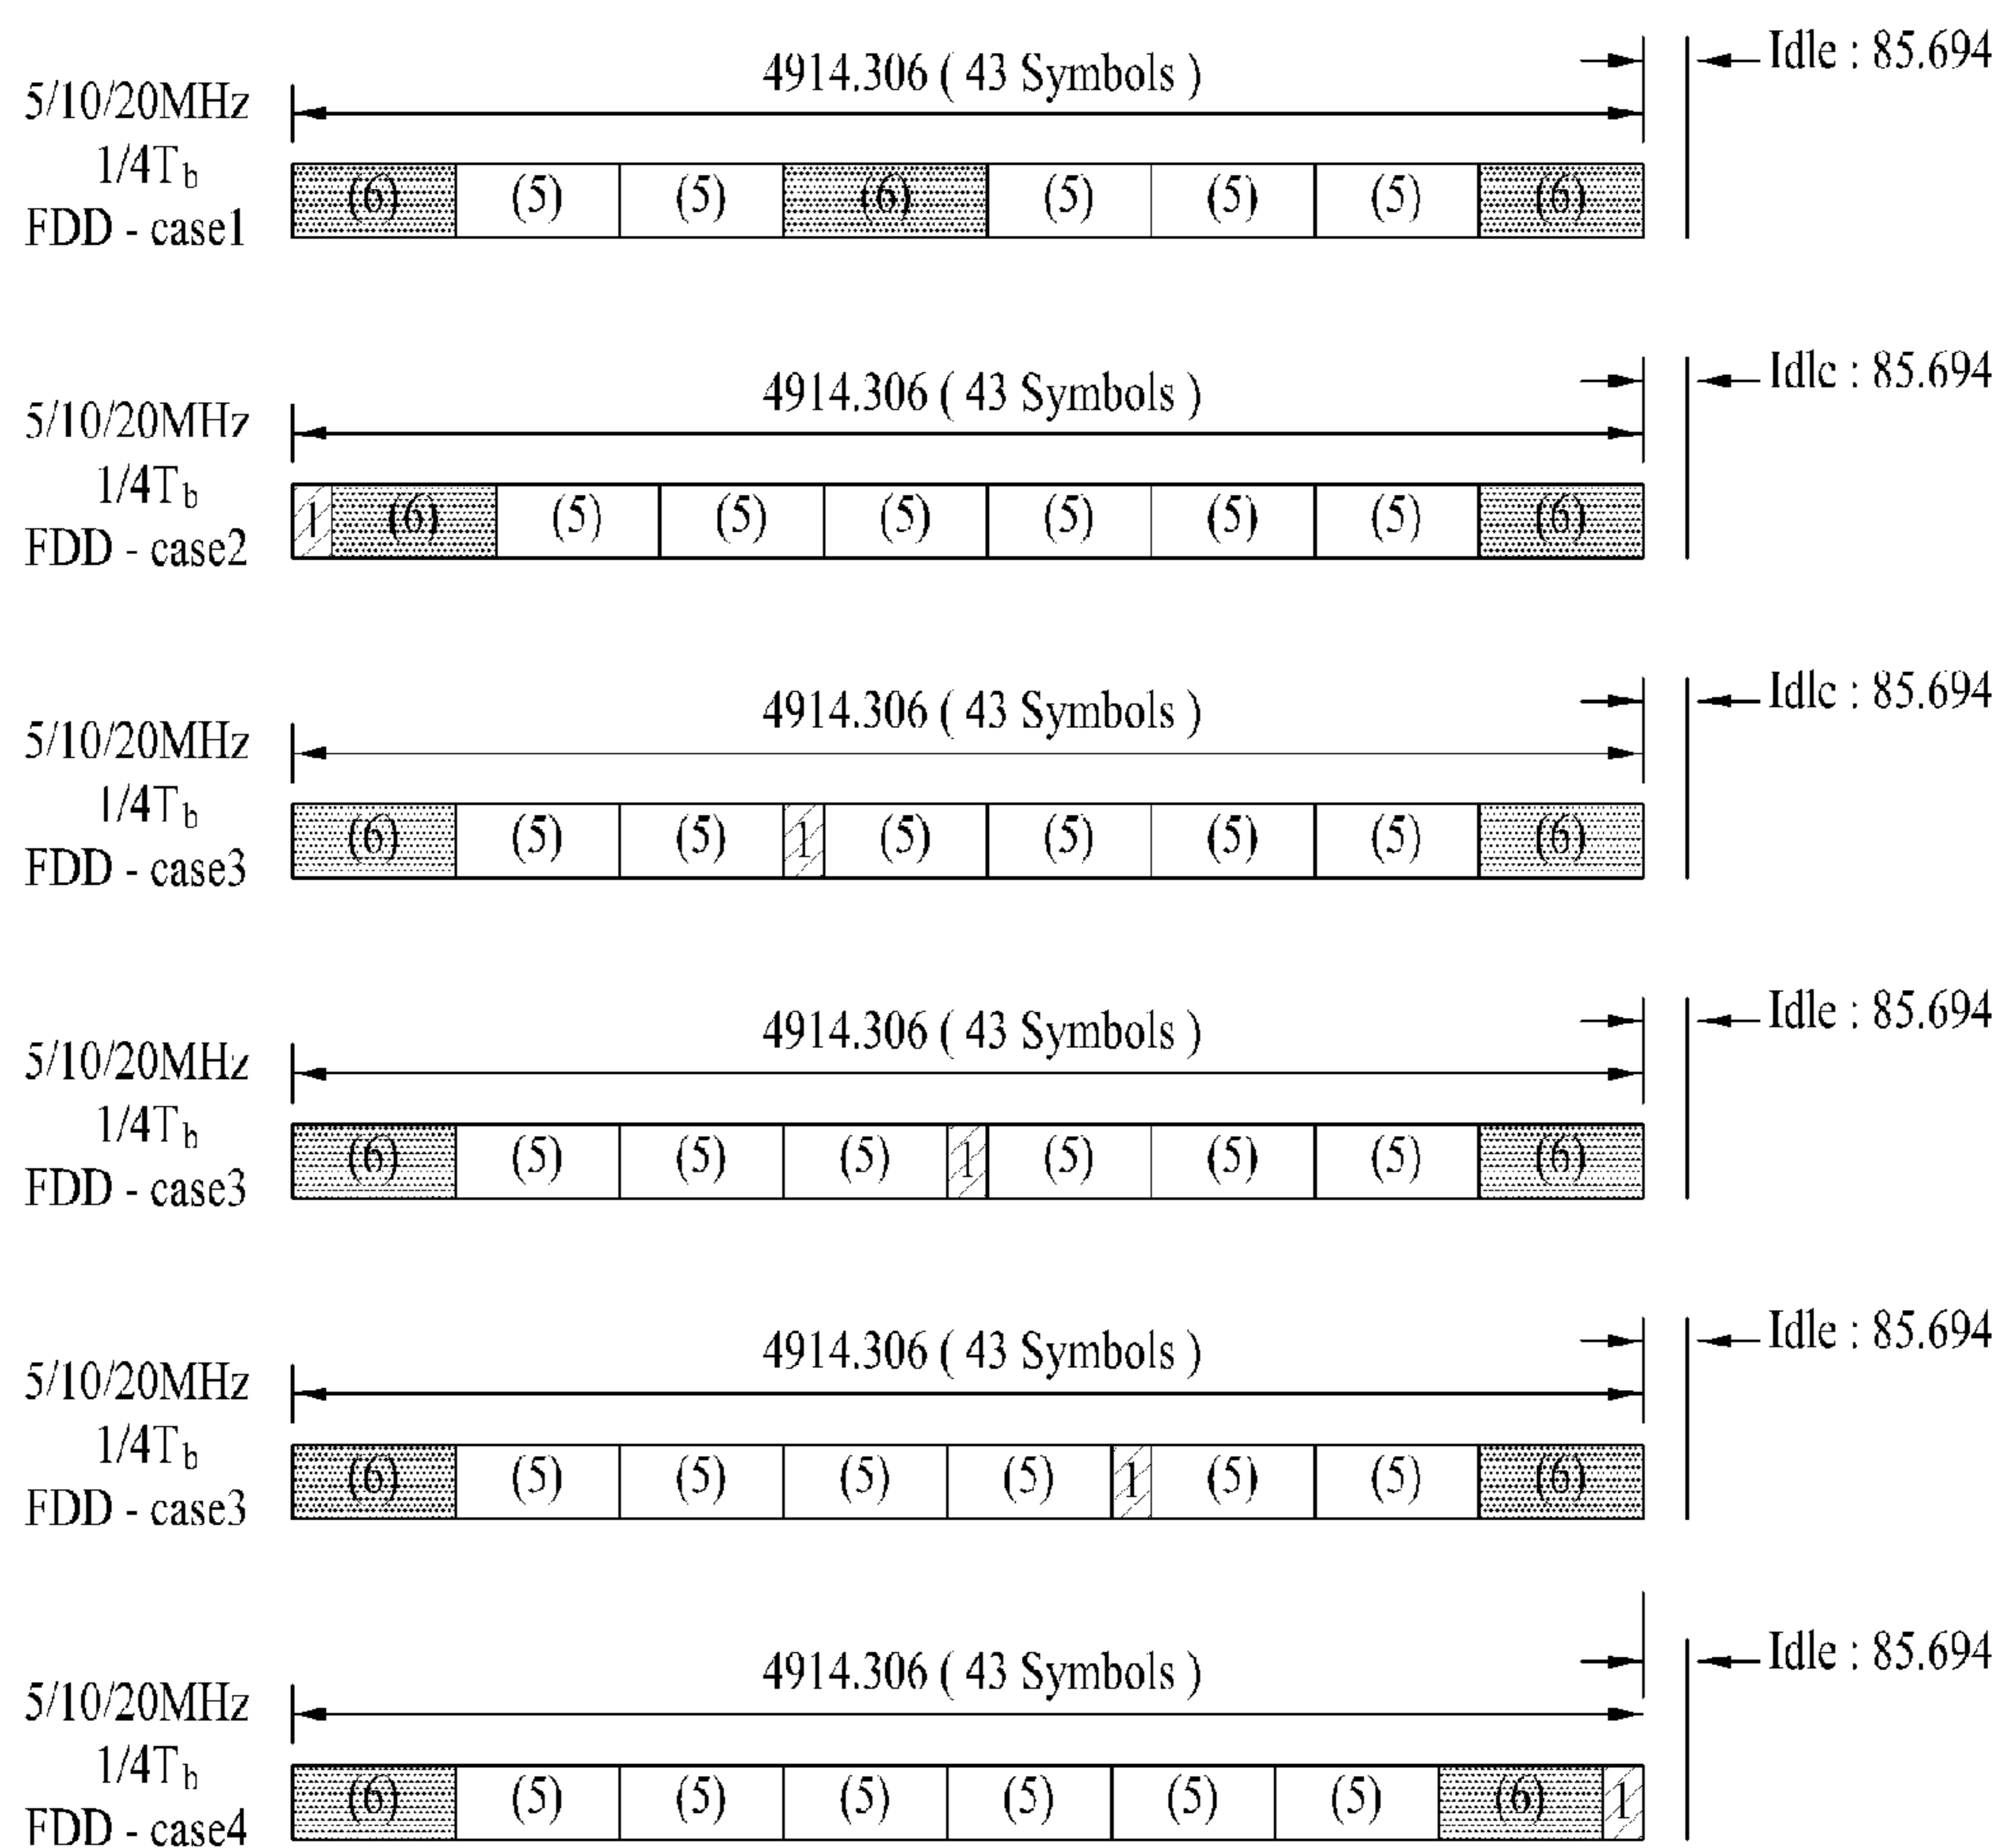 4914.306 ( 43 Symbols )
Idle : 85.694
5/10/20MHz
1/4Tb
FDD - case1
(6) (5) (5) (6) (5) (5) (5) (6)
4914.306 ( 43 Symbols )
Idle : 85.694
5/10/20MHz
1/4Tb
FDD - case2
1 (6) (5) (5) (5) (5) (5) (5) (6)
4914.306 ( 43 Symbols )
Idle : 85.694
5/10/20MHz
1/4Tb
FDD - case3
(6) (5) (5) 1 (5) (5) (5) (5) (6)
4914.306 ( 43 Symbols )
Idle : 85.694
5/10/20MHz
1/4Tb
FDD - case3
(6) (5) (5) (5) 1 (5) (5) (5) (6)
4914.306 ( 43 Symbols )
Idle : 85.694
5/10/20MHz
1/4Tb
FDD - case3
(6) (5) (5) (5) (5) 1 (5) (5) (6)
4914.306 ( 43 Symbols )
Idle : 85.694
5/10/20MHz
1/4Tb
FDD - case4
(6) (5) (5) (5) (5) (5) (5) (6) 1